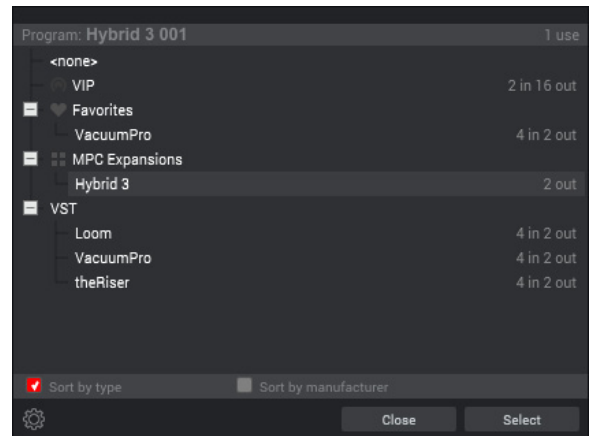 Program: Hybrid 3 001 1 use
<none>
VIP 2 in 16 out
Favorites
VacuumPro 4 in 2 out
MPC Expansions
Hybrid 3 2 out
VST
Loom 4 in 2 out
VacuumPro 4 in 2 out
theRiser 4 in 2 out
Sort by type Sort by manufacturer
Close Select